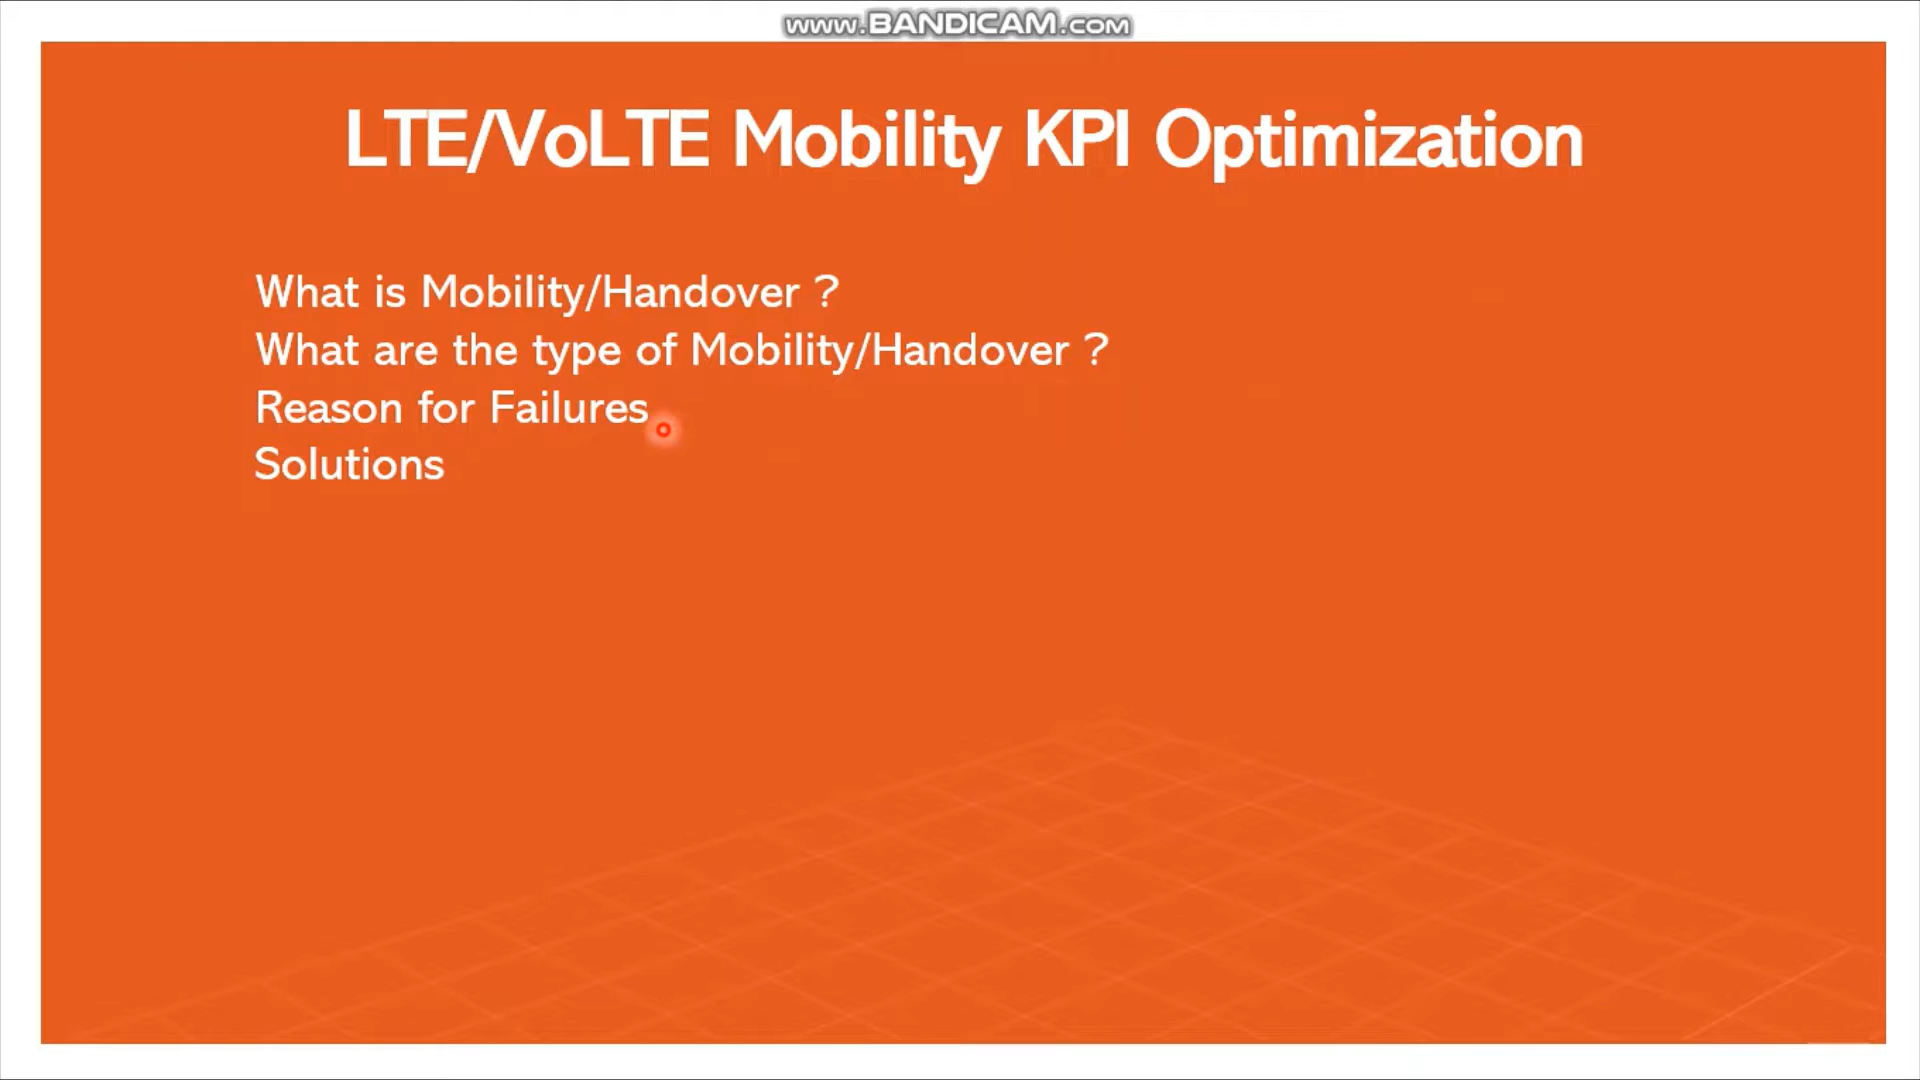 www.BANDICAM.com
LTE/VoLTE Mobility KPI Optimization
What is Mobility/Handover ?
What are the type of Mobility/Handover ?
Reason for Failures
Solutions